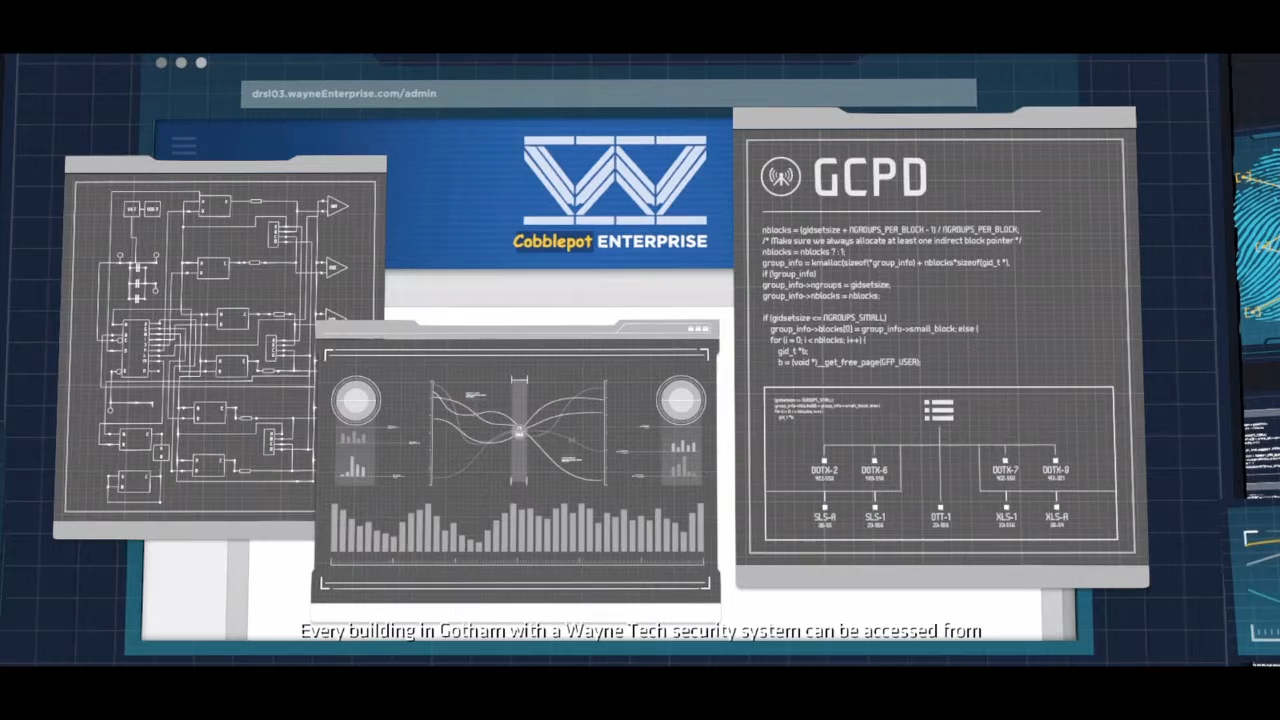 drsl03.wayneEnterprise.com/admin
Cobblepot ENTERPRISE
GCPD
nblocks = (gidsetsize + NGROUPS_PER_BLOCK - 1) / NGROUPS_PER_BLOCK;
/* Make sure we always allocate at least one indirect block pointer */
nblocks = nblocks ? : 1;
group_info = kmalloc(sizeof(*group_info) + nblocks*sizeof(gid_t *),
if (!group_info)
group_info->ngroups = gidsetsize;
group_info->nblocks = nblocks;
if (gidsetsize <= NGROUPS_SMALL)
group_info->blocks[0] = group_info->small_block; else {
for (i = 0; i < nblocks; i++) {
gid_t *b;
b = (void *)__get_free_page(GFP_USER);
DOTX-2 DOTX-6 DOTX-7 DOTX-9
SLS-A SLS-1 OTT-1 XLS-1 XLS-A
Every building in Gotham with a Wayne Tech security system can be accessed from